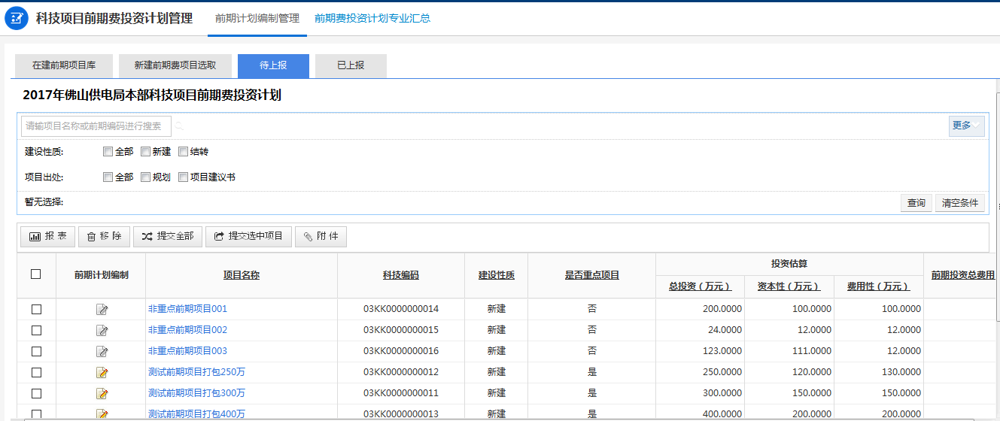 科技项目前期费投资计划管理 前期计划编制管理 前期费投资计划专业汇总
在建前期项目库 新建前期费项目选取 待上报 已上报
2017年佛山供电局本部科技项目前期费投资计划
请输项目名称或前期编码进行搜索 更多
建设性质: 全部 新建 结转
项目出处: 全部 规划 项目建议书
暂无选择: 查询 清空条件
报 表 移 除 提交全部 提交选中项目 附 件
前期计划编制 项目名称 科技编码 建设性质 是否重点项目 投资估算 前期投资总费用
总投资（万元） 资本性（万元） 费用性（万元）
非重点前期项目001 03KK0000000014 新建 否 200.0000 100.0000 100.0000
非重点前期项目002 03KK0000000015 新建 否 24.0000 12.0000 12.0000
非重点前期项目003 03KK0000000016 新建 否 123.0000 111.0000 12.0000
测试前期项目打包250万 03KK0000000012 新建 是 250.0000 120.0000 130.0000
测试前期项目打包300万 03KK0000000011 新建 是 300.0000 150.0000 150.0000
测试前期项目打包400万 03KK0000000013 新建 是 400.0000 200.0000 200.0000